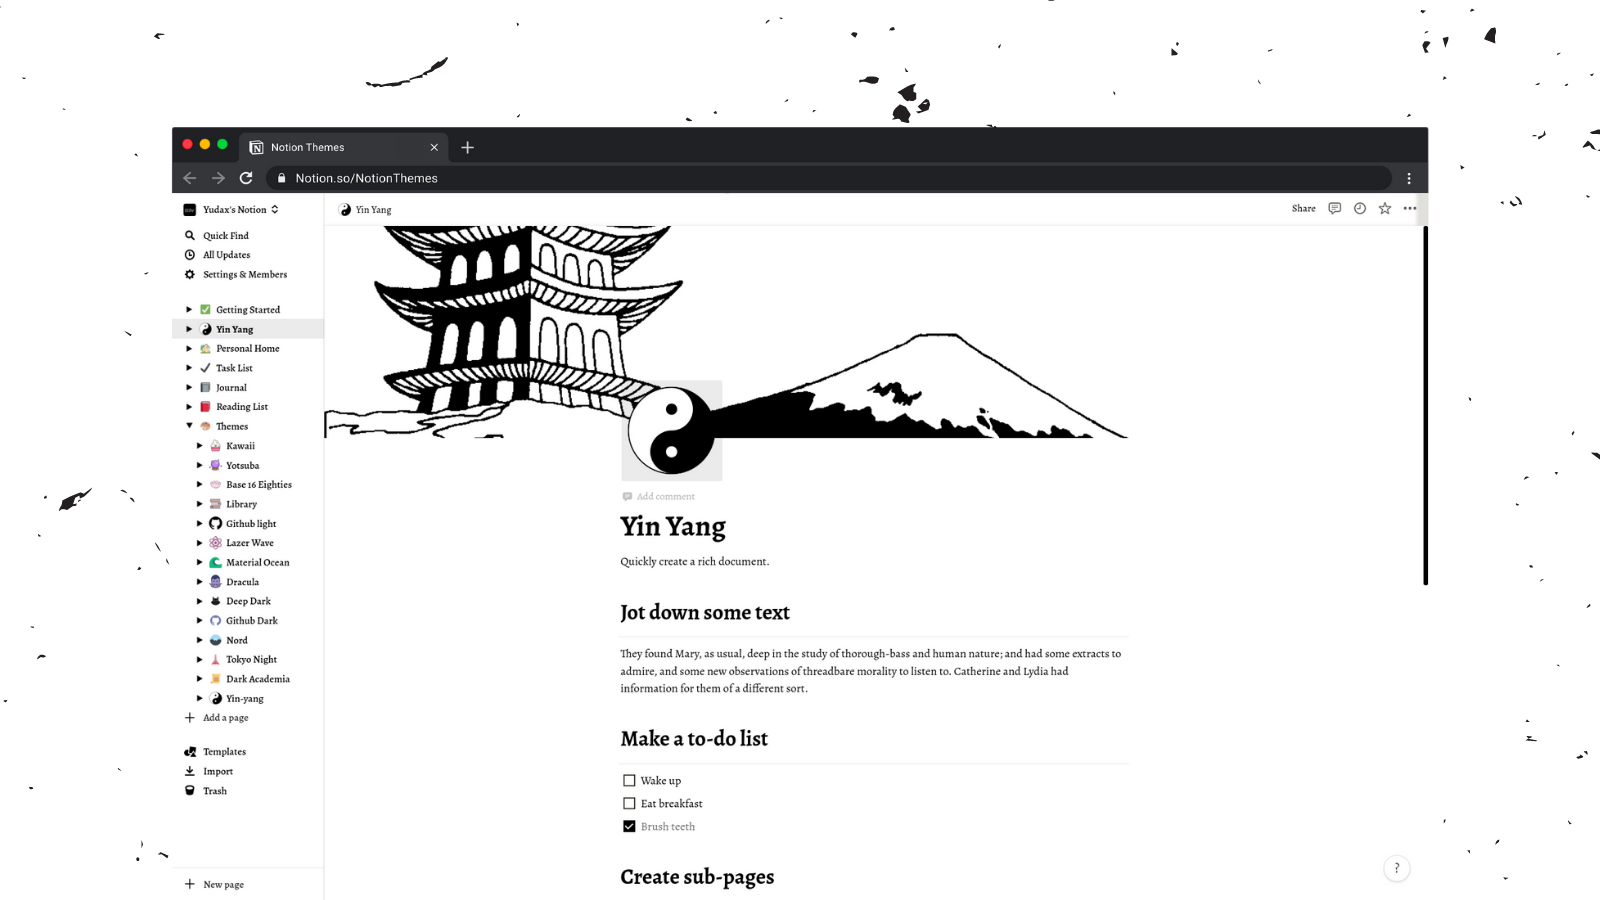 Notion Themes
Notion.so/NotionThemes
Yudax's Notion
Quick Find
All Updates
Settings & Members
Getting Started
Yin Yang
Personal Home
Task List
Journal
Reading List
Themes
Kawaii
Yotsuba
Base 16 Eighties
Library
Github light
Lazer Wave
Material Ocean
Dracula
Deep Dark
Github Dark
Nord
Tokyo Night
Dark Academia
Yin-yang
Add a page
Templates
Import
Trash
New page
Yin Yang
Share
Add comment
Yin Yang
Quickly create a rich document.
Jot down some text
They found Mary, as usual, deep in the study of thorough-bass and human nature; and had some extracts to
admire, and some new observations of threadbare morality to listen to. Catherine and Lydia had
information for them of a different sort.
Make a to-do list
Wake up
Eat breakfast
Brush teeth
Create sub-pages
?